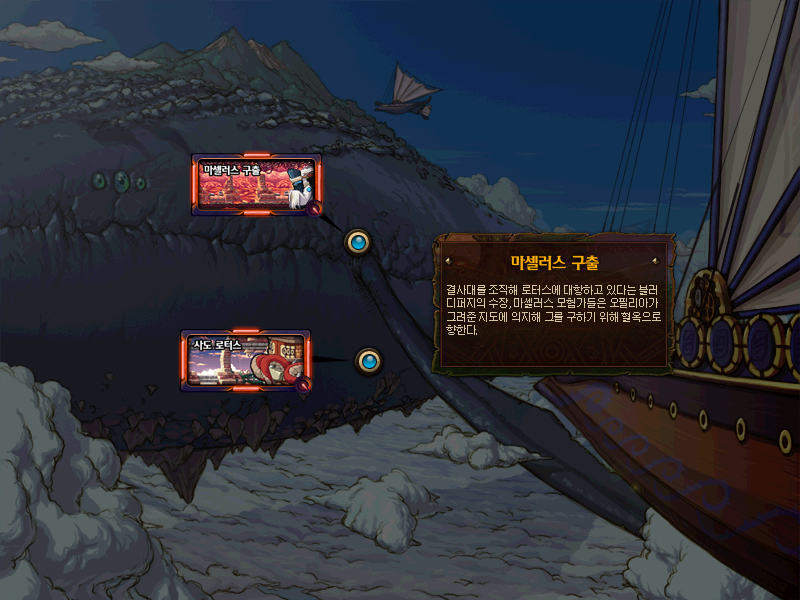 마셀러스 구출
마셀러스 구출
결사대를 조직해 로터스에 대항하고 있다는 블러
디퍼지의 수장, 마셀러스. 모험가들은 오필리아가
그려준 지도에 의지해 그를 구하기 위해 혈옥으로
향한다.
사도 로터스